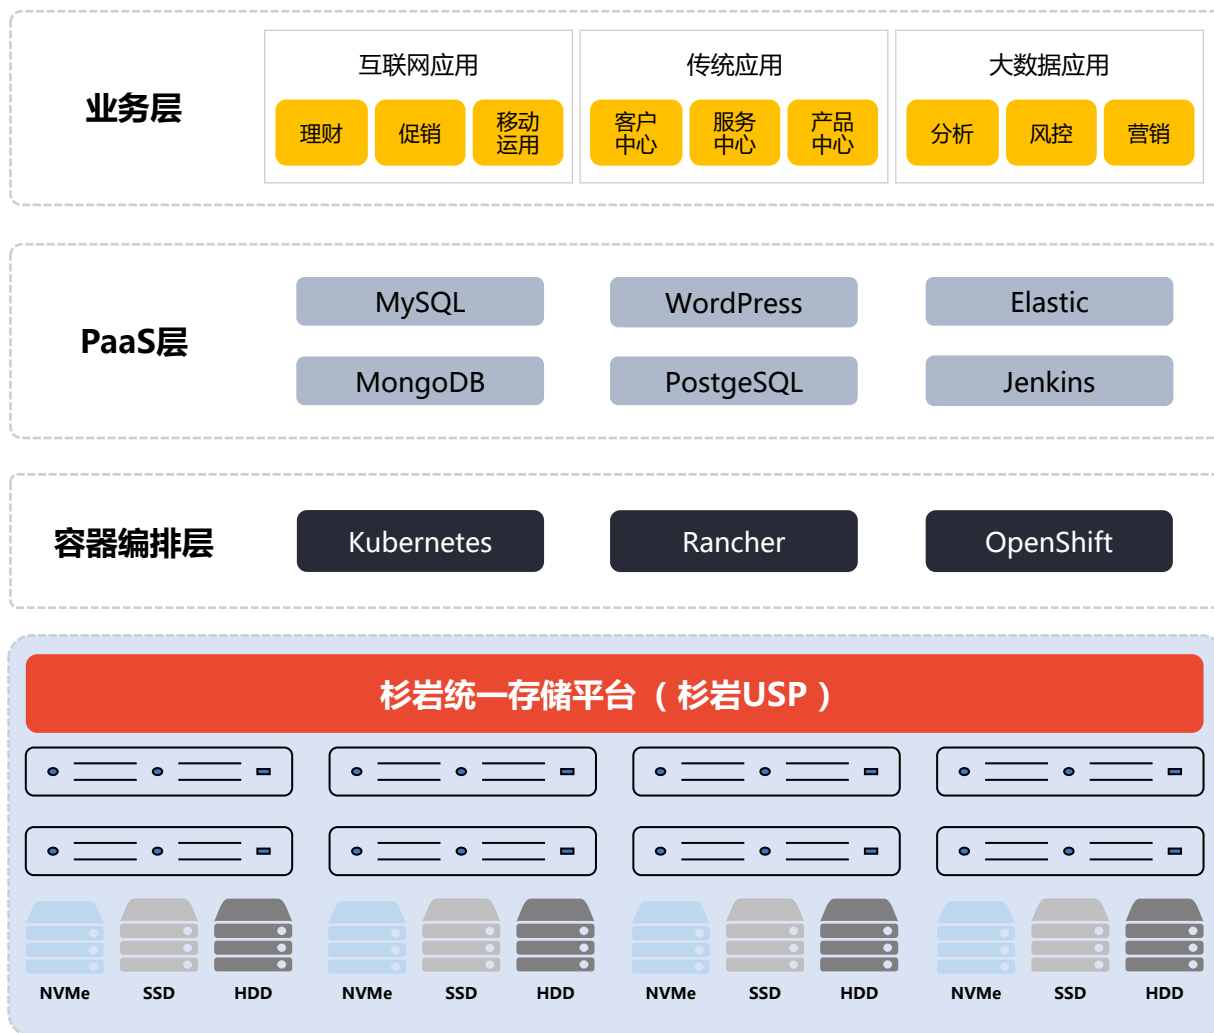 互联网应用
传统应用
大数据应用
业务层
理财
促销
移动
运用
客户
中心
服务
中心
产品
中心
分析
风控
营销
PaaS层
MySQL
WordPress
Elastic
MongoDB
PostgeSQL
Jenkins
容器编排层
Kubernetes
Rancher
OpenShift
杉岩统一存储平台（杉岩USP）
NVMe
SSD
HDD
NVMe
SSD
HDD
NVMe
SSD
HDD
NVMe
SSD
HDD